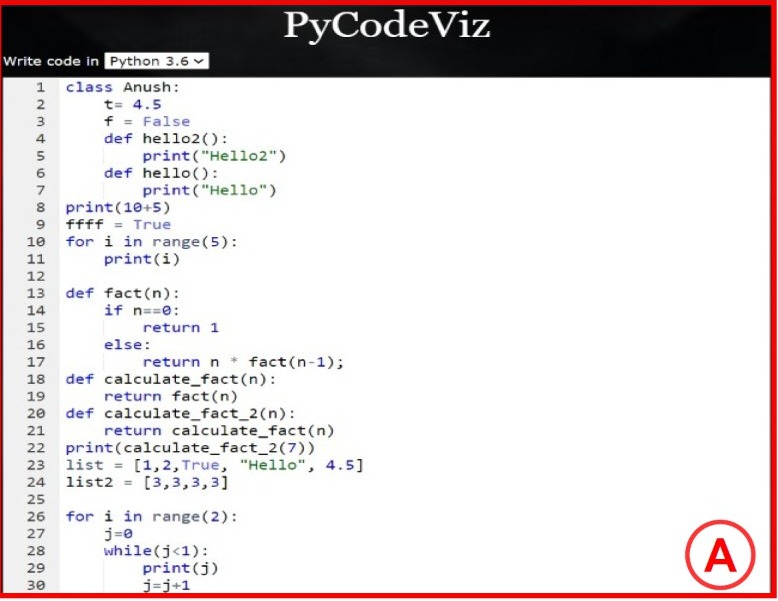 PyCodeViz
Write code in Python 3.6
1 class Anush:
2     t= 4.5
3     f = False
4     def hello2():
5         print("Hello2")
6     def hello():
7         print("Hello")
8 print(10+5)
9 ffff = True
10 for i in range(5):
11     print(i)
12
13 def fact(n):
14     if n==0:
15         return 1
16     else:
17         return n * fact(n-1);
18 def calculate_fact(n):
19     return fact(n)
20 def calculate_fact_2(n):
21     return calculate_fact(n)
22 print(calculate_fact_2(7))
23 list = [1,2,True, "Hello", 4.5]
24 list2 = [3,3,3,3]
25
26 for i in range(2):
27     j=0
28     while(j<1):
29         print(j)
30         j=j+1
A